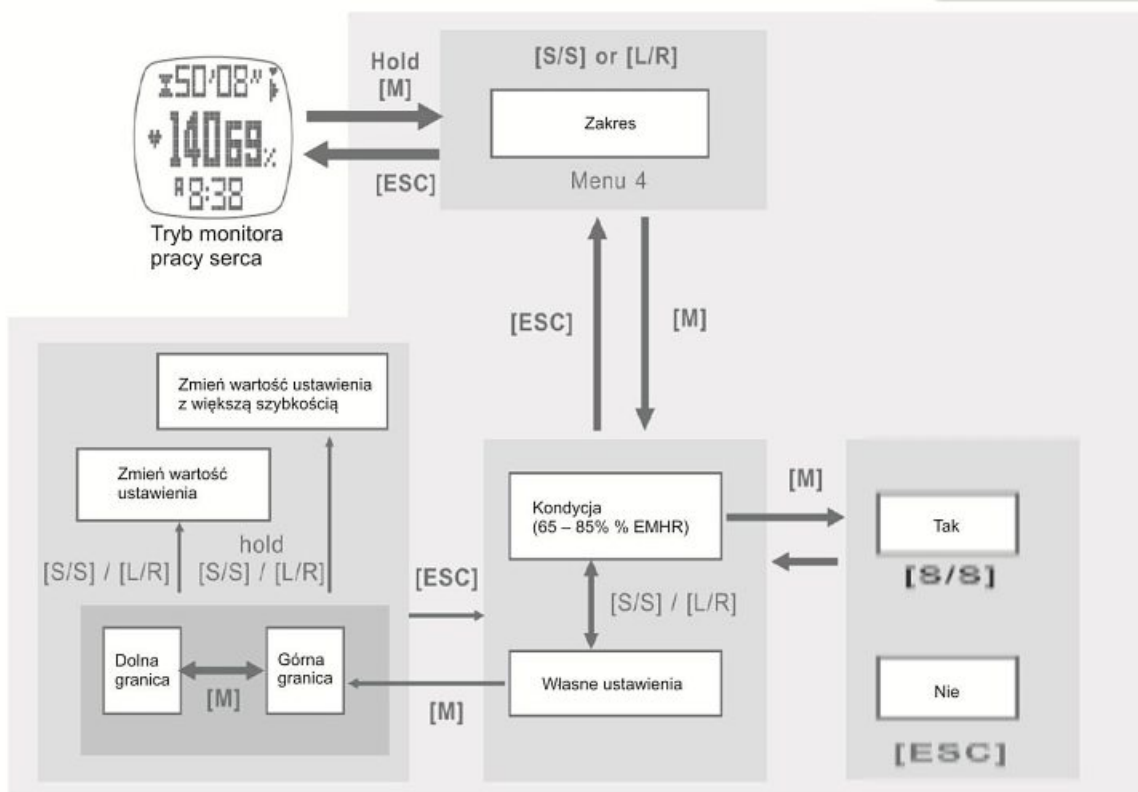 50'08"
14069%
A 8:38
Tryb monitora
pracy serca
Hold
[M]
[ESC]
[S/S] or [L/R]
Zakres
Menu 4
[ESC]
[M]
Zmień wartość ustawienia
z większą szybkością
Zmień wartość
ustawienia
hold
[S/S] / [L/R]
[S/S] / [L/R]
[ESC]
Dolna
granica
[M]
Górna
granica
[M]
Kondycja
(65 – 85% % EMHR)
[S/S] / [L/R]
Własne ustawienia
[M]
Tak
[S/S]
Nie
[ESC]